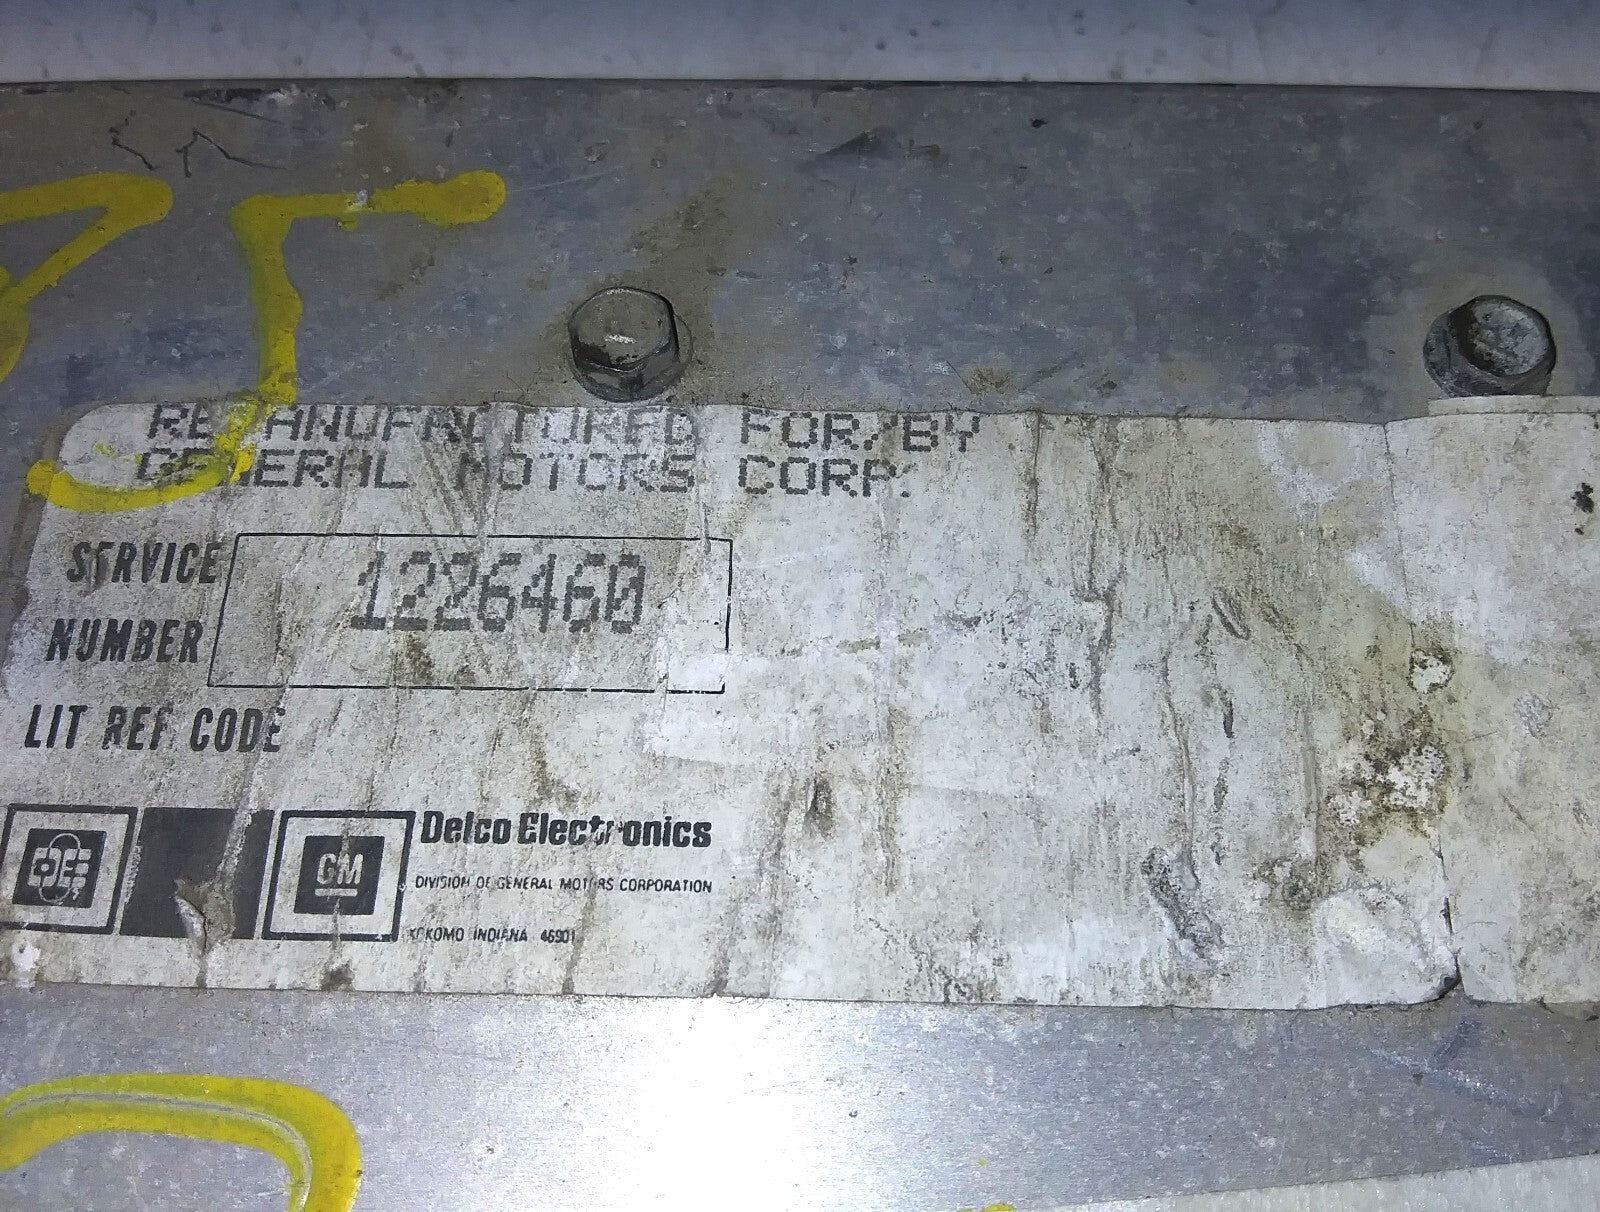 REMANUFACTURED FOR/BY
GENERAL MOTORS CORP.
SERVICE
NUMBER
1226460
LIT REF CODE
GM
Delco Electronics
DIVISION OF GENERAL MOTORS CORPORATION
KOKOMO INDIANA 46901